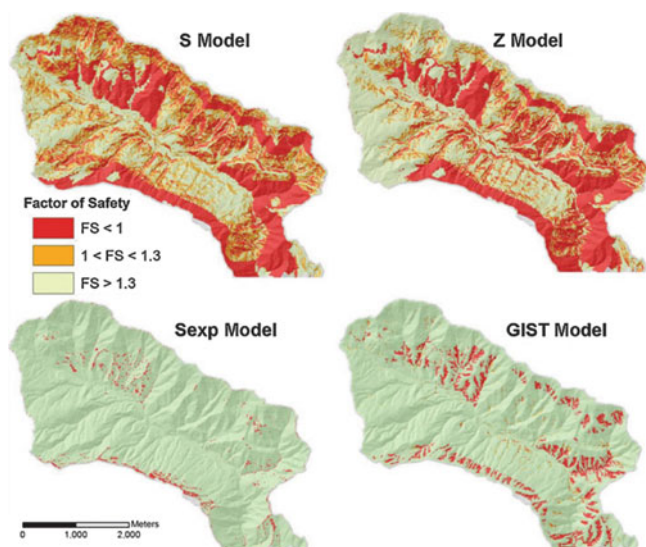 S Model
Z Model
Factor of Safety
FS < 1
1 < FS < 1.3
FS > 1.3
Sexp Model
GIST Model
Meters
0 1,000 2,000